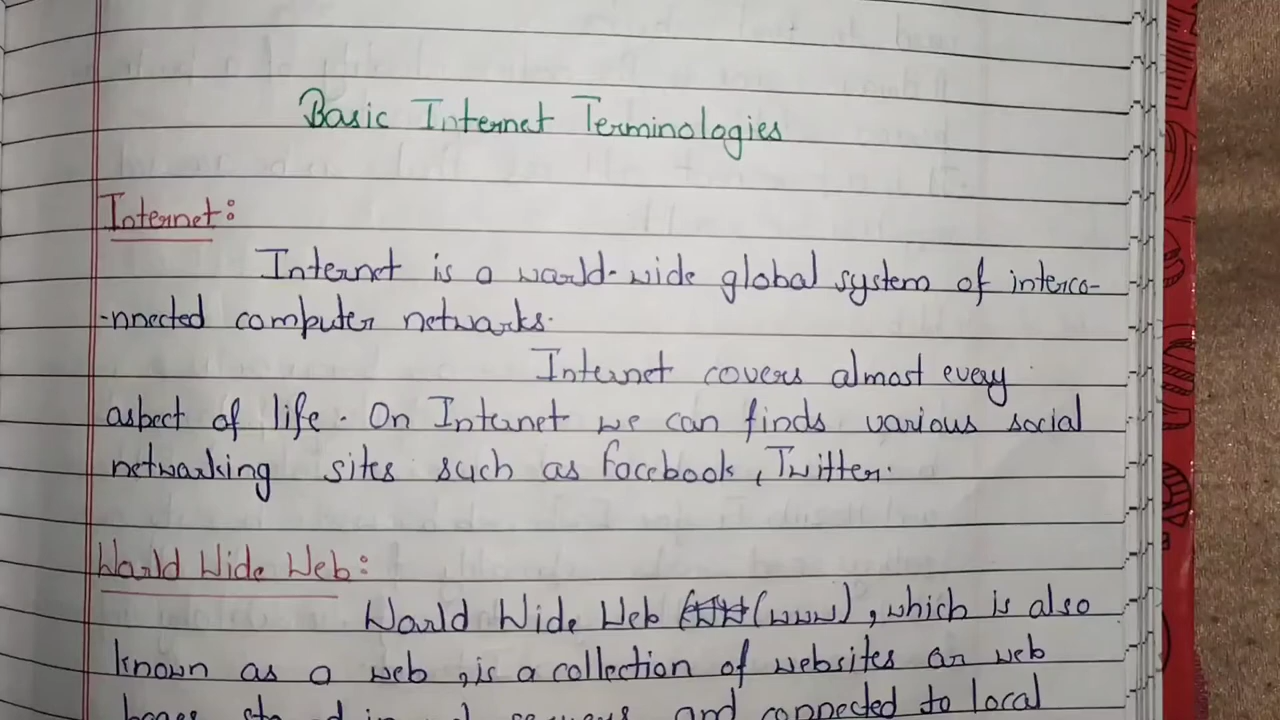 Basic Internet Terminologies
Internet:
Internet is a world-wide global system of interco-
-nnected computer networks.
Internet covers almost every
aspect of life. On Internet we can finds various social
networking sites such as facebook, Twitter.
World Wide Web:
World Wide Web (www), which is also
known as a web, is a collection of websites or web
and connected to local